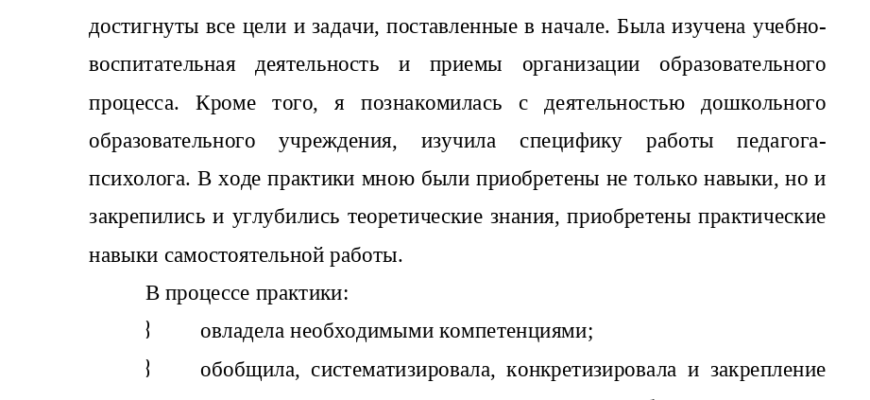 достигнуты все цели и задачи, поставленные в начале. Была изучена учебно-
воспитательная деятельность и приемы организации образовательного
процесса. Кроме того, я познакомилась с деятельностью дошкольного
образовательного учреждения, изучила специфику работы педагога-
психолога. В ходе практики мною были приобретены не только навыки, но и
закрепились и углубились теоретические знания, приобретены практические
навыки самостоятельной работы.
В процессе практики:
⌇ овладела необходимыми компетенциями;
⌇ обобщила, систематизировала, конкретизировала и закрепление